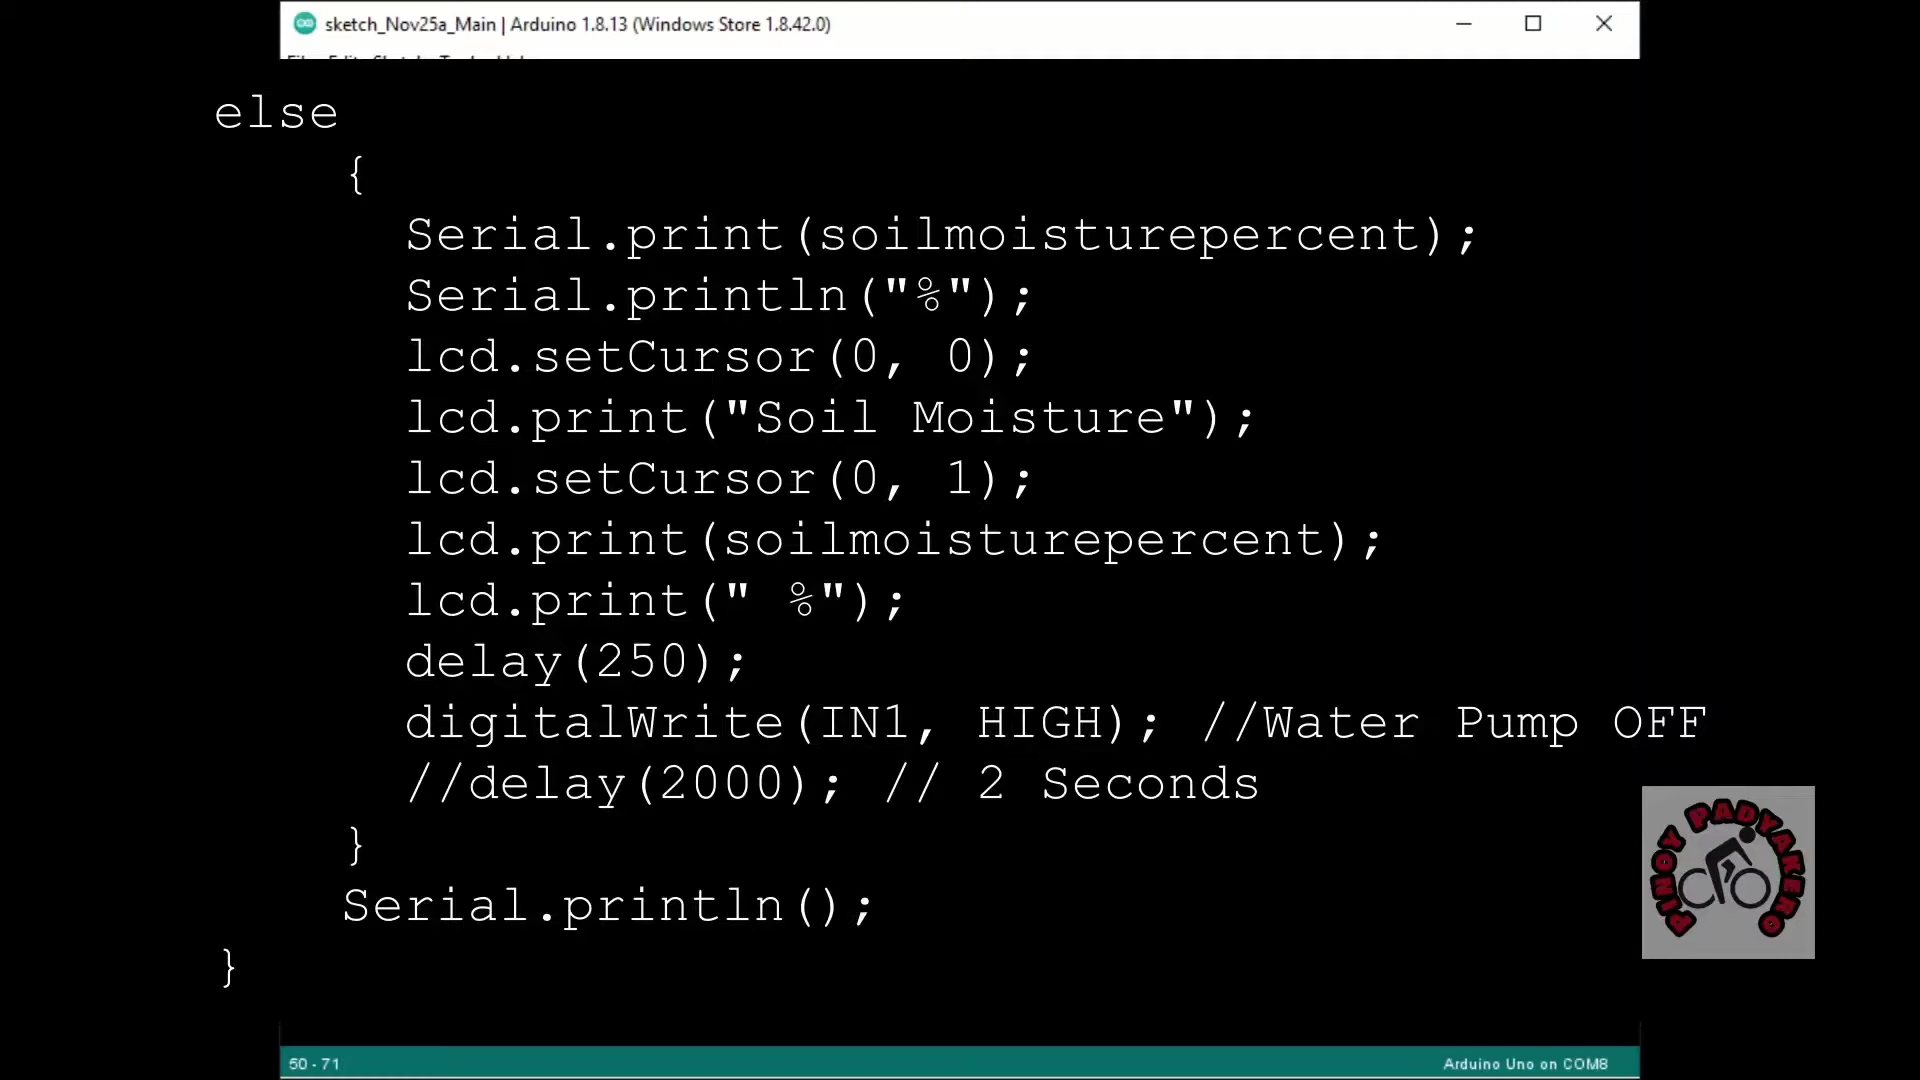 sketch_Nov25a_Main | Arduino 1.8.13 (Windows Store 1.8.42.0)
else
{
Serial.print(soilmoisturepercent);
Serial.println("%");
lcd.setCursor(0, 0);
lcd.print("Soil Moisture");
lcd.setCursor(0, 1);
lcd.print(soilmoisturepercent);
lcd.print(" %");
delay(250);
digitalWrite(IN1, HIGH); //Water Pump OFF
//delay(2000); // 2 Seconds
}
Serial.println();
}
PINOY PADYAKERO
50 - 71
Arduino Uno on COM8